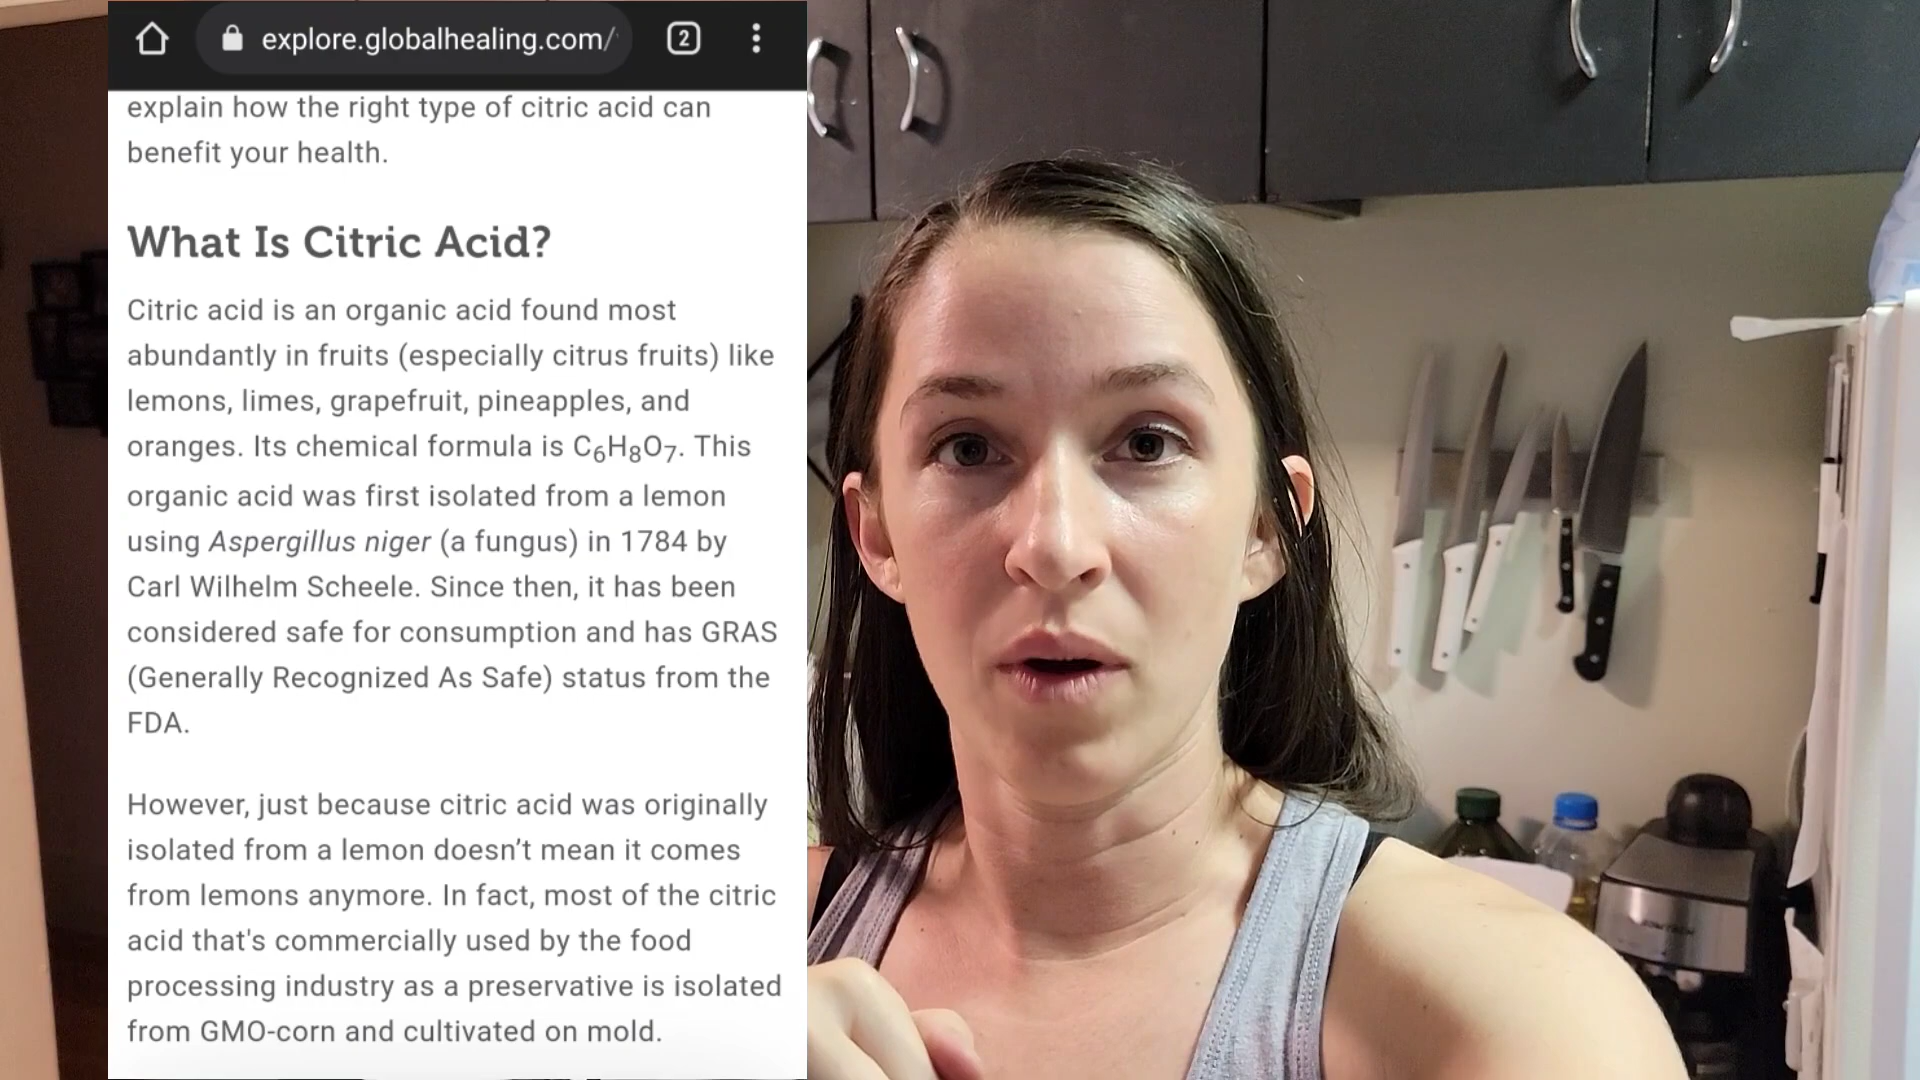 explore.globalhealing.com/
2
explain how the right type of citric acid can
benefit your health.
What Is Citric Acid?
Citric acid is an organic acid found most
abundantly in fruits (especially citrus fruits) like
lemons, limes, grapefruit, pineapples, and
oranges. Its chemical formula is C₆H₈O₇. This
organic acid was first isolated from a lemon
using Aspergillus niger (a fungus) in 1784 by
Carl Wilhelm Scheele. Since then, it has been
considered safe for consumption and has GRAS
(Generally Recognized As Safe) status from the
FDA.
However, just because citric acid was originally
isolated from a lemon doesn’t mean it comes
from lemons anymore. In fact, most of the citric
acid that's commercially used by the food
processing industry as a preservative is isolated
from GMO-corn and cultivated on mold.